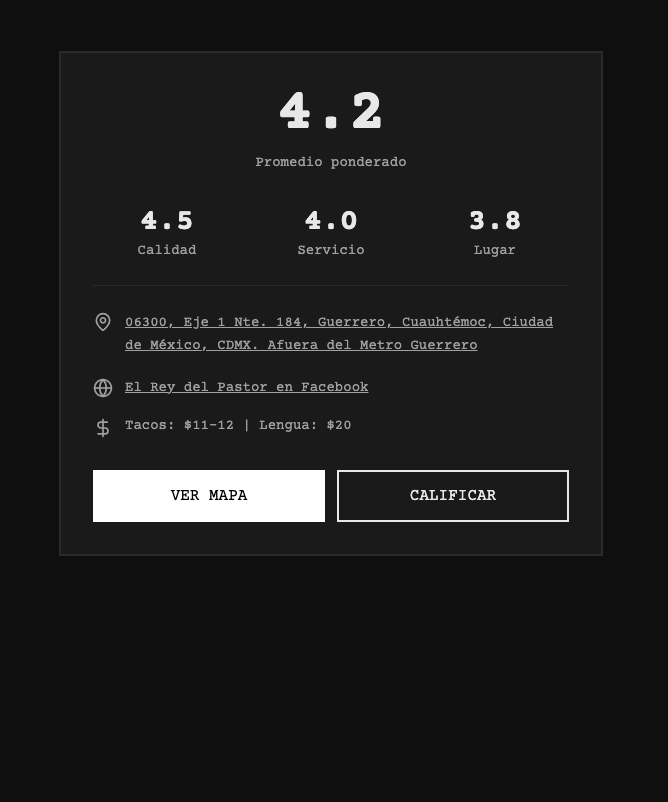 4.2
Promedio ponderado
4.5 4.0 3.8
Calidad Servicio Lugar
06300, Eje 1 Nte. 184, Guerrero, Cuauhtémoc, Ciudad
de México, CDMX. Afuera del Metro Guerrero
El Rey del Pastor en Facebook
Tacos: $11-12 | Lengua: $20
VER MAPA CALIFICAR